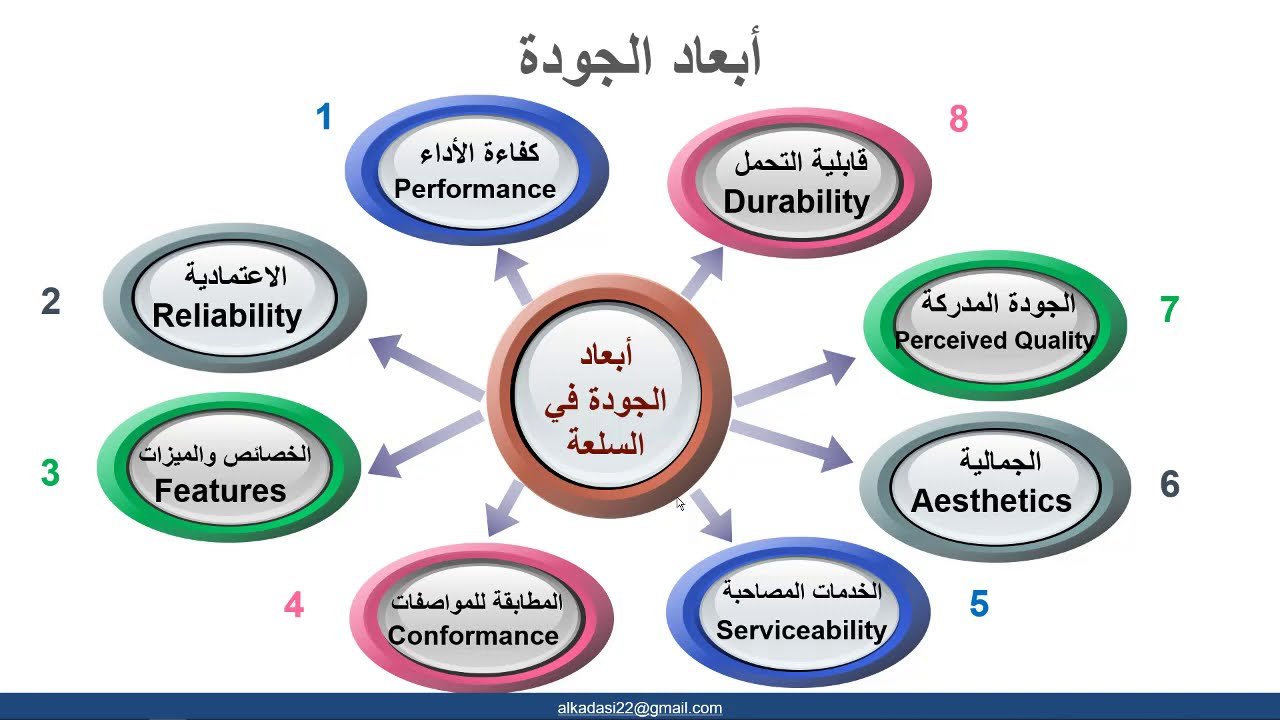 أبعاد الجودة
1
كفاءة الأداء
Performance
2
الاعتمادية
Reliability
3
الخصائص والميزات
Features
4
المطابقة للمواصفات
Conformance
5
الخدمات المصاحبة
Serviceability
6
الجمالية
Aesthetics
7
الجودة المدركة
Perceived Quality
8
قابلية التحمل
Durability
أبعاد
الجودة في
السلعة
alkadasi22@gmail.com